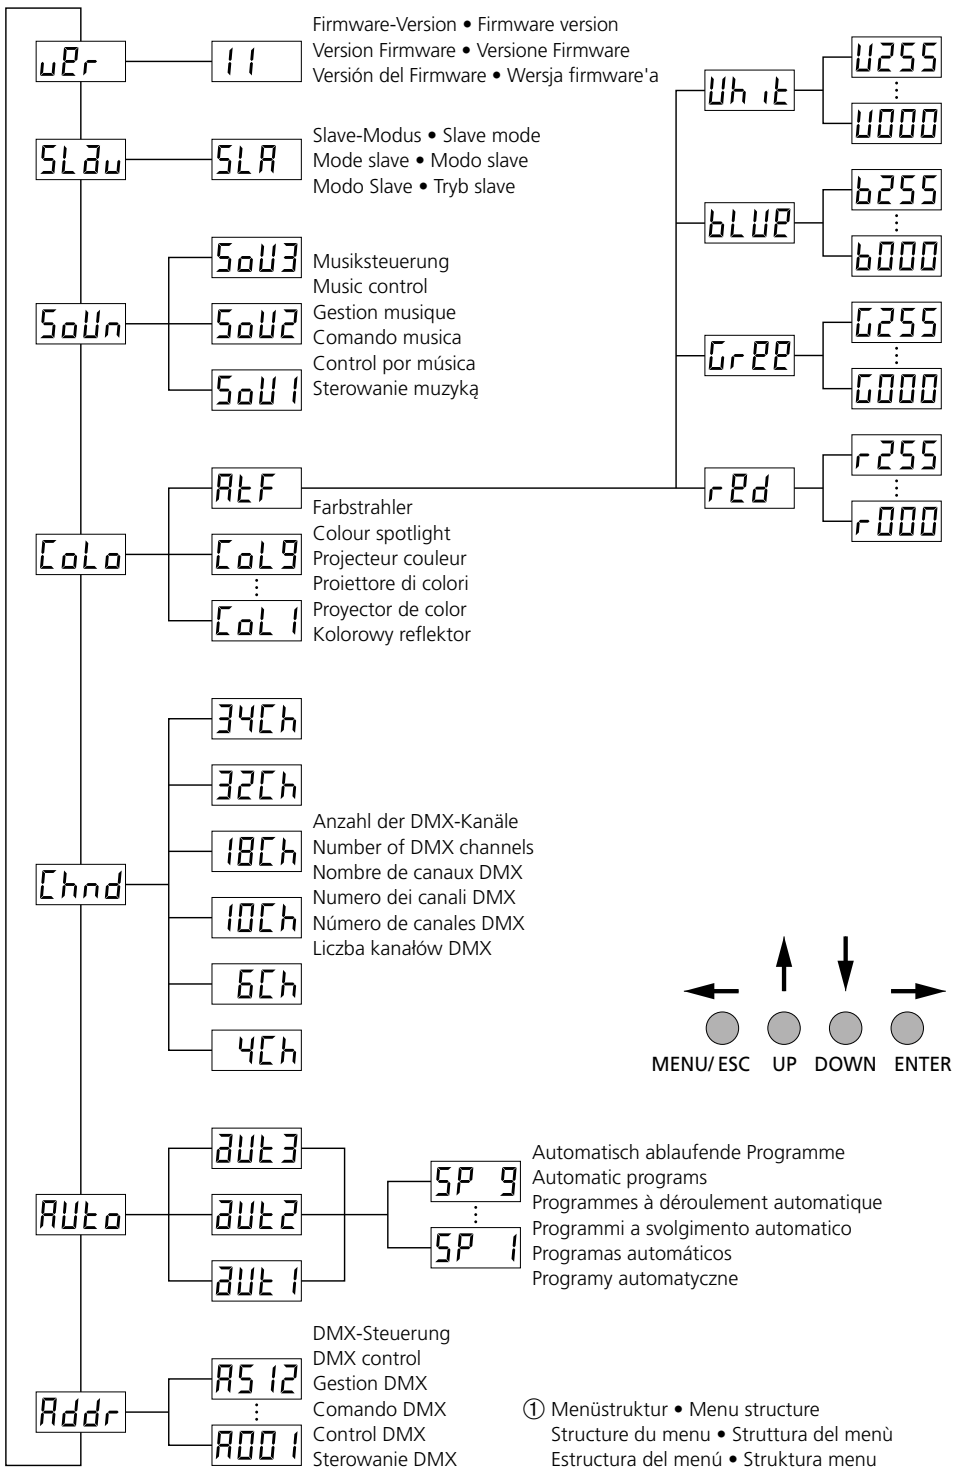 uEr
11
Firmware-Version • Firmware version
Version Firmware • Versione Firmware
Versión del Firmware • Wersja firmware'a
SLau
SLA
Slave-Modus • Slave mode
Mode slave • Modo slave
Modo Slave • Tryb slave
SoUn
SoU3
SoU2
SoU1
Musiksteuerung
Music control
Gestion musique
Comando musica
Control por música
Sterowanie muzyką
CoLo
AtF
CoL9
CoL1
Farbstrahler
Colour spotlight
Projecteur couleur
Proiettore di colori
Proyector de color
Kolorowy reflektor
Uhit
U255
U000
bLUe
b255
b000
Gree
G255
G000
red
r255
r000
Chnd
34Ch
32Ch
18Ch
10Ch
6Ch
4Ch
Anzahl der DMX-Kanäle
Number of DMX channels
Nombre de canaux DMX
Numero dei canali DMX
Número de canales DMX
Liczba kanałów DMX
MENU/ ESC UP DOWN ENTER
AUto
aUt3
aUt2
aUt1
SP 9
SP 1
Automatisch ablaufende Programme
Automatic programs
Programmes à déroulement automatique
Programmi a svolgimento automatico
Programas automáticos
Programy automatyczne
Addr
A512
A001
DMX-Steuerung
DMX control
Gestion DMX
Comando DMX
Control DMX
Sterowanie DMX
① Menüstruktur • Menu structure
Structure du menu • Struttura del menù
Estructura del menú • Struktura menu